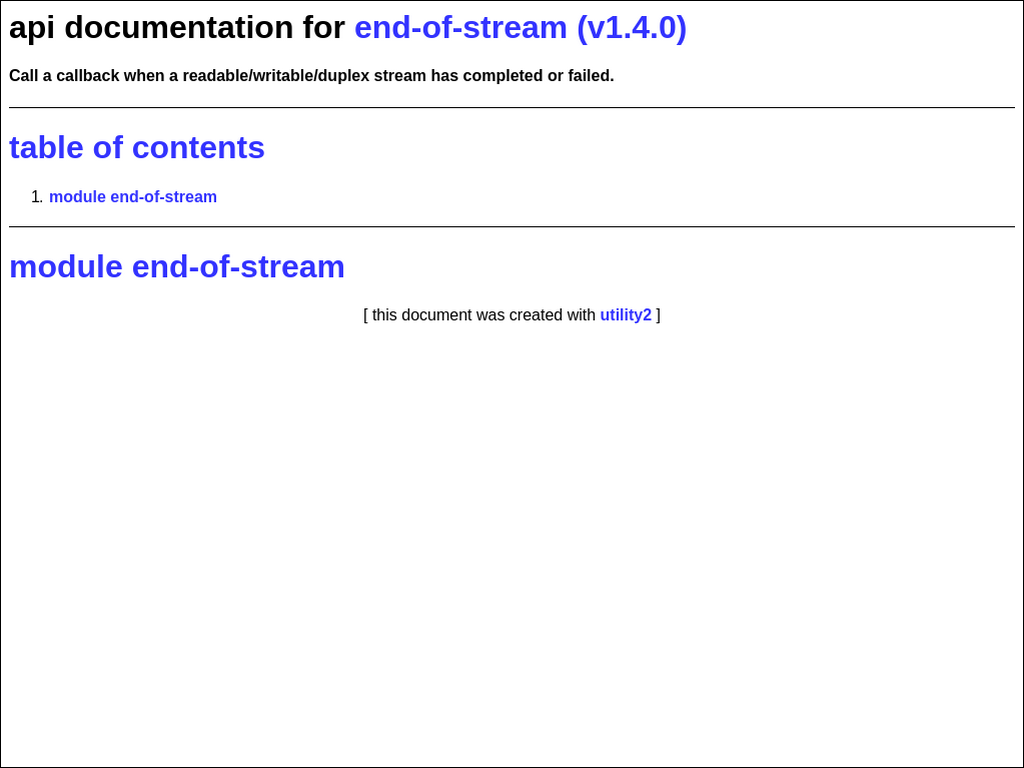 api documentation for end-of-stream (v1.4.0)
Call a callback when a readable/writable/duplex stream has completed or failed.
table of contents
1. module end-of-stream
module end-of-stream
[ this document was created with utility2 ]